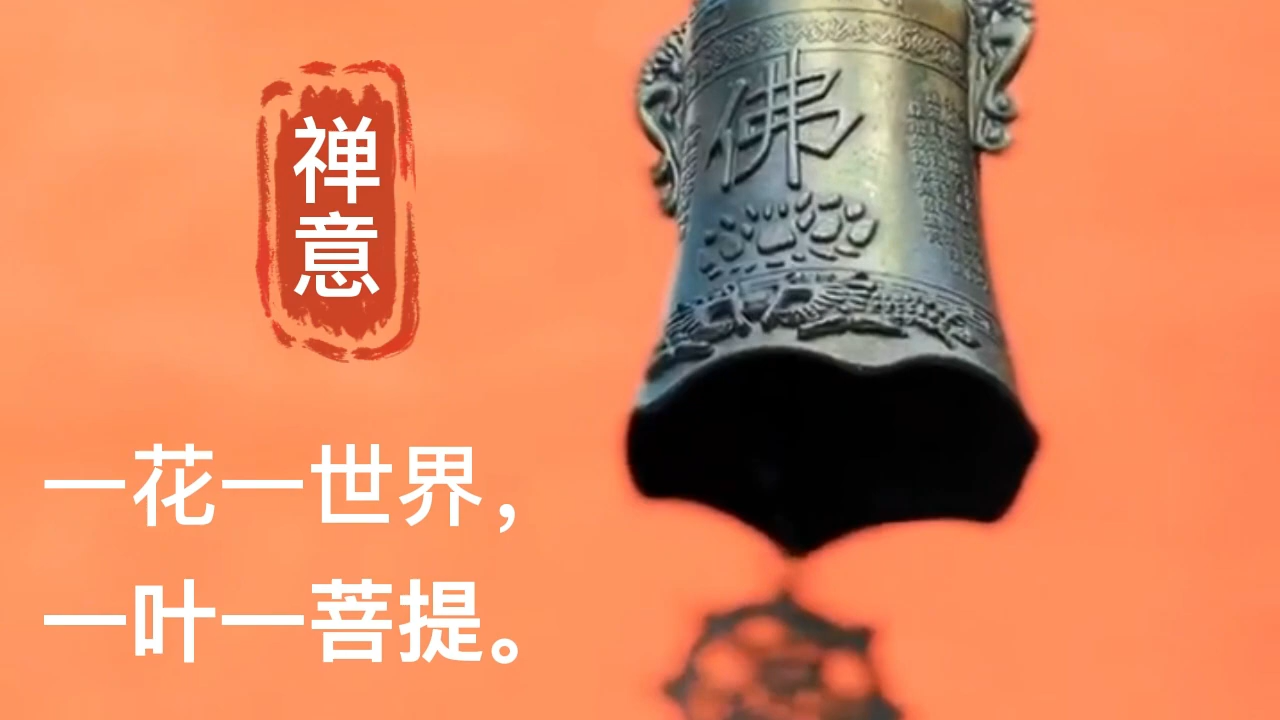 禅意
佛
一花一世界，
一叶一菩提。